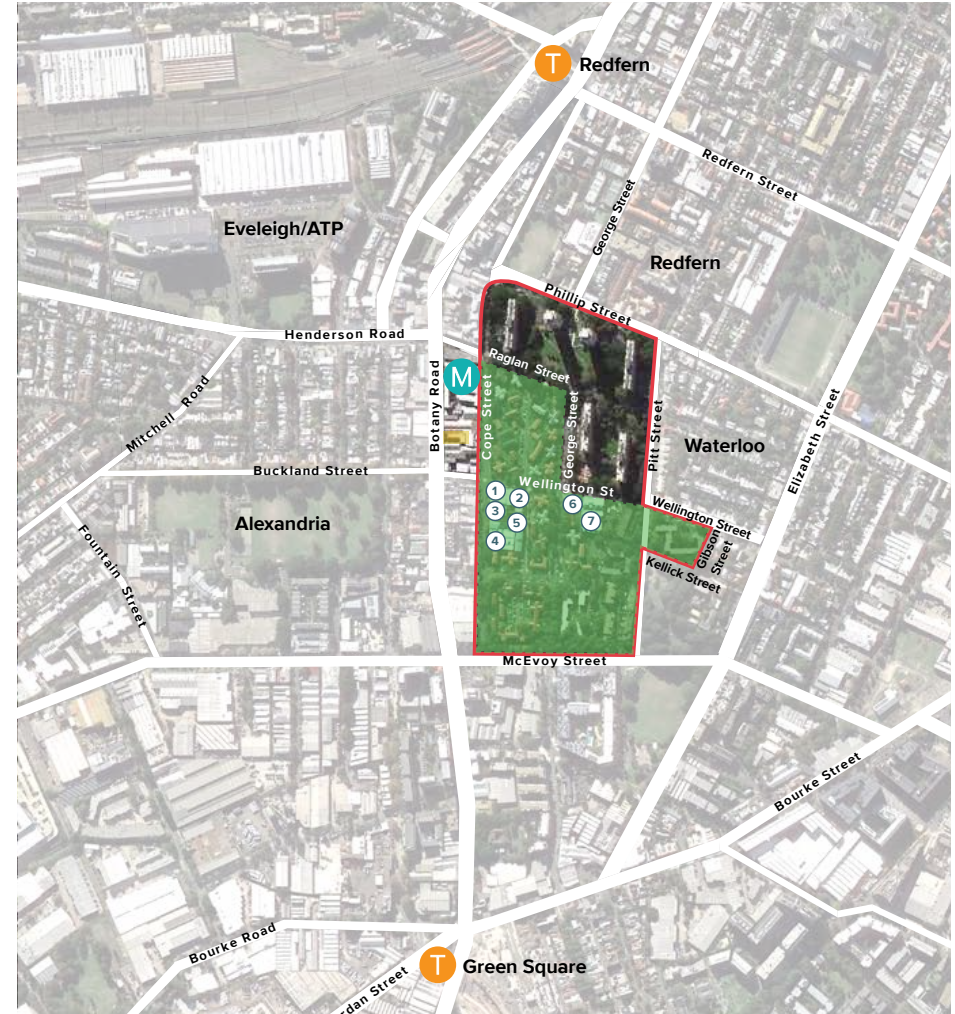 T Redfern
Redfern Street
George Street
Eveleigh/ATP
Redfern
Phillip Street
Henderson Road
Raglan Street
M
Botany Road
Cope Street
George Street
Pitt Street
Mitchell Road
Elizabeth Street
Waterloo
Buckland Street
Wellington St
1
2
3
4
5
6
7
Wellington Street
Alexandria
Gibson
Street
Kellick Street
Fountain Street
McEvoy Street
Bourke Street
Bourke Road
T Green Square
rdan Street